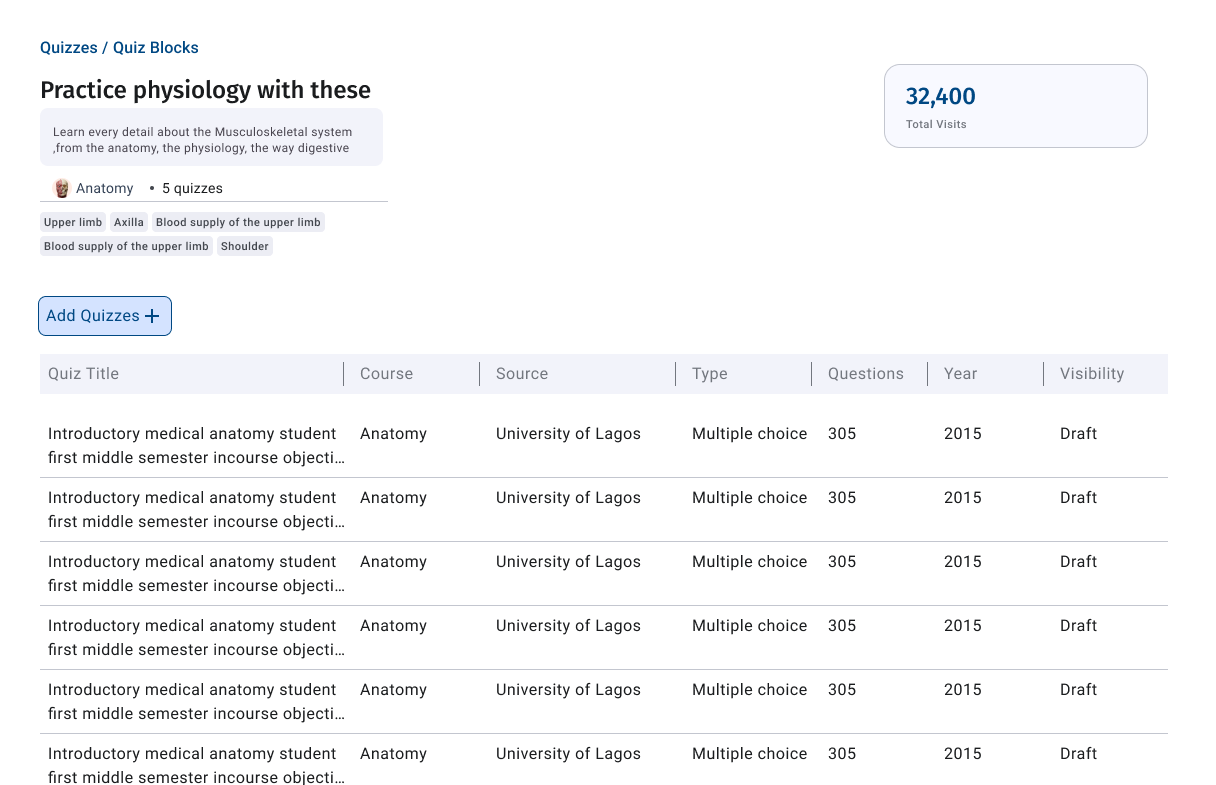 Quizzes / Quiz Blocks
Practice physiology with these
32,400
Total Visits
Learn every detail about the Musculoskeletal system
,from the anatomy, the physiology, the way digestive
Anatomy • 5 quizzes
Upper limb Axilla Blood supply of the upper limb
Blood supply of the upper limb Shoulder
Add Quizzes +
Quiz Title Course Source Type Questions Year Visibility
Introductory medical anatomy student Anatomy University of Lagos Multiple choice 305 2015 Draft
first middle semester incourse objecti...
Introductory medical anatomy student Anatomy University of Lagos Multiple choice 305 2015 Draft
first middle semester incourse objecti...
Introductory medical anatomy student Anatomy University of Lagos Multiple choice 305 2015 Draft
first middle semester incourse objecti...
Introductory medical anatomy student Anatomy University of Lagos Multiple choice 305 2015 Draft
first middle semester incourse objecti...
Introductory medical anatomy student Anatomy University of Lagos Multiple choice 305 2015 Draft
first middle semester incourse objecti...
Introductory medical anatomy student Anatomy University of Lagos Multiple choice 305 2015 Draft
first middle semester incourse objecti...